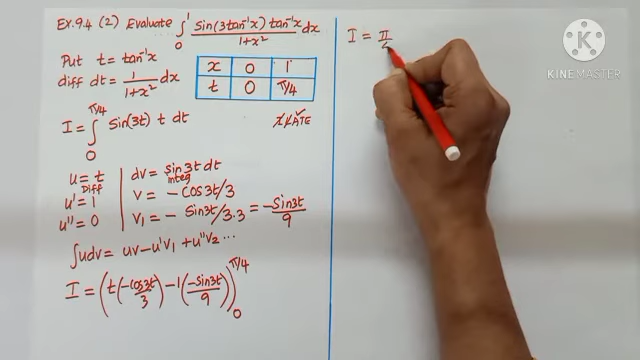 Ex.9.4 (2) Evaluate ∫₀¹ sin(3tan⁻¹x) tan⁻¹x / 1+x² dx
Put t = tan⁻¹x
diff dt = 1/1+x² dx
x 0 1
t 0 π/4
I = ∫₀^π/4 sin(3t) t dt
ILATE
u = t
Diff
u' = 1
u'' = 0
dv = sin3t dt
integ
v = -cos3t/3
v₁ = - sin3t/3.3 = -sin3t/9
∫udv = uv - u'v₁ + u''v₂ ...
I = (t(-cos3t/3) - 1(-sin3t/9))₀^π/4
I = π
KINEMASTER